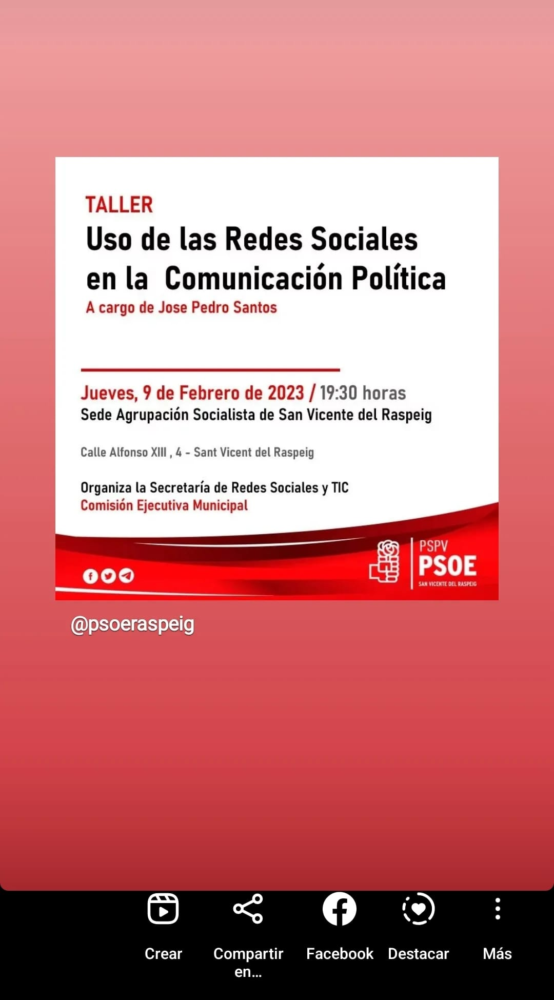 TALLER
Uso de las Redes Sociales
en la Comunicación Política
A cargo de Jose Pedro Santos
Jueves, 9 de Febrero de 2023 / 19:30 horas
Sede Agrupación Socialista de San Vicente del Raspeig
Calle Alfonso XIII , 4 - Sant Vicent del Raspeig
Organiza la Secretaría de Redes Sociales y TIC
Comisión Ejecutiva Municipal
PSPV
PSOE
SAN VICENTE DEL RASPEIG
@psoeraspeig
Crear
Compartir en...
Facebook
Destacar
Más